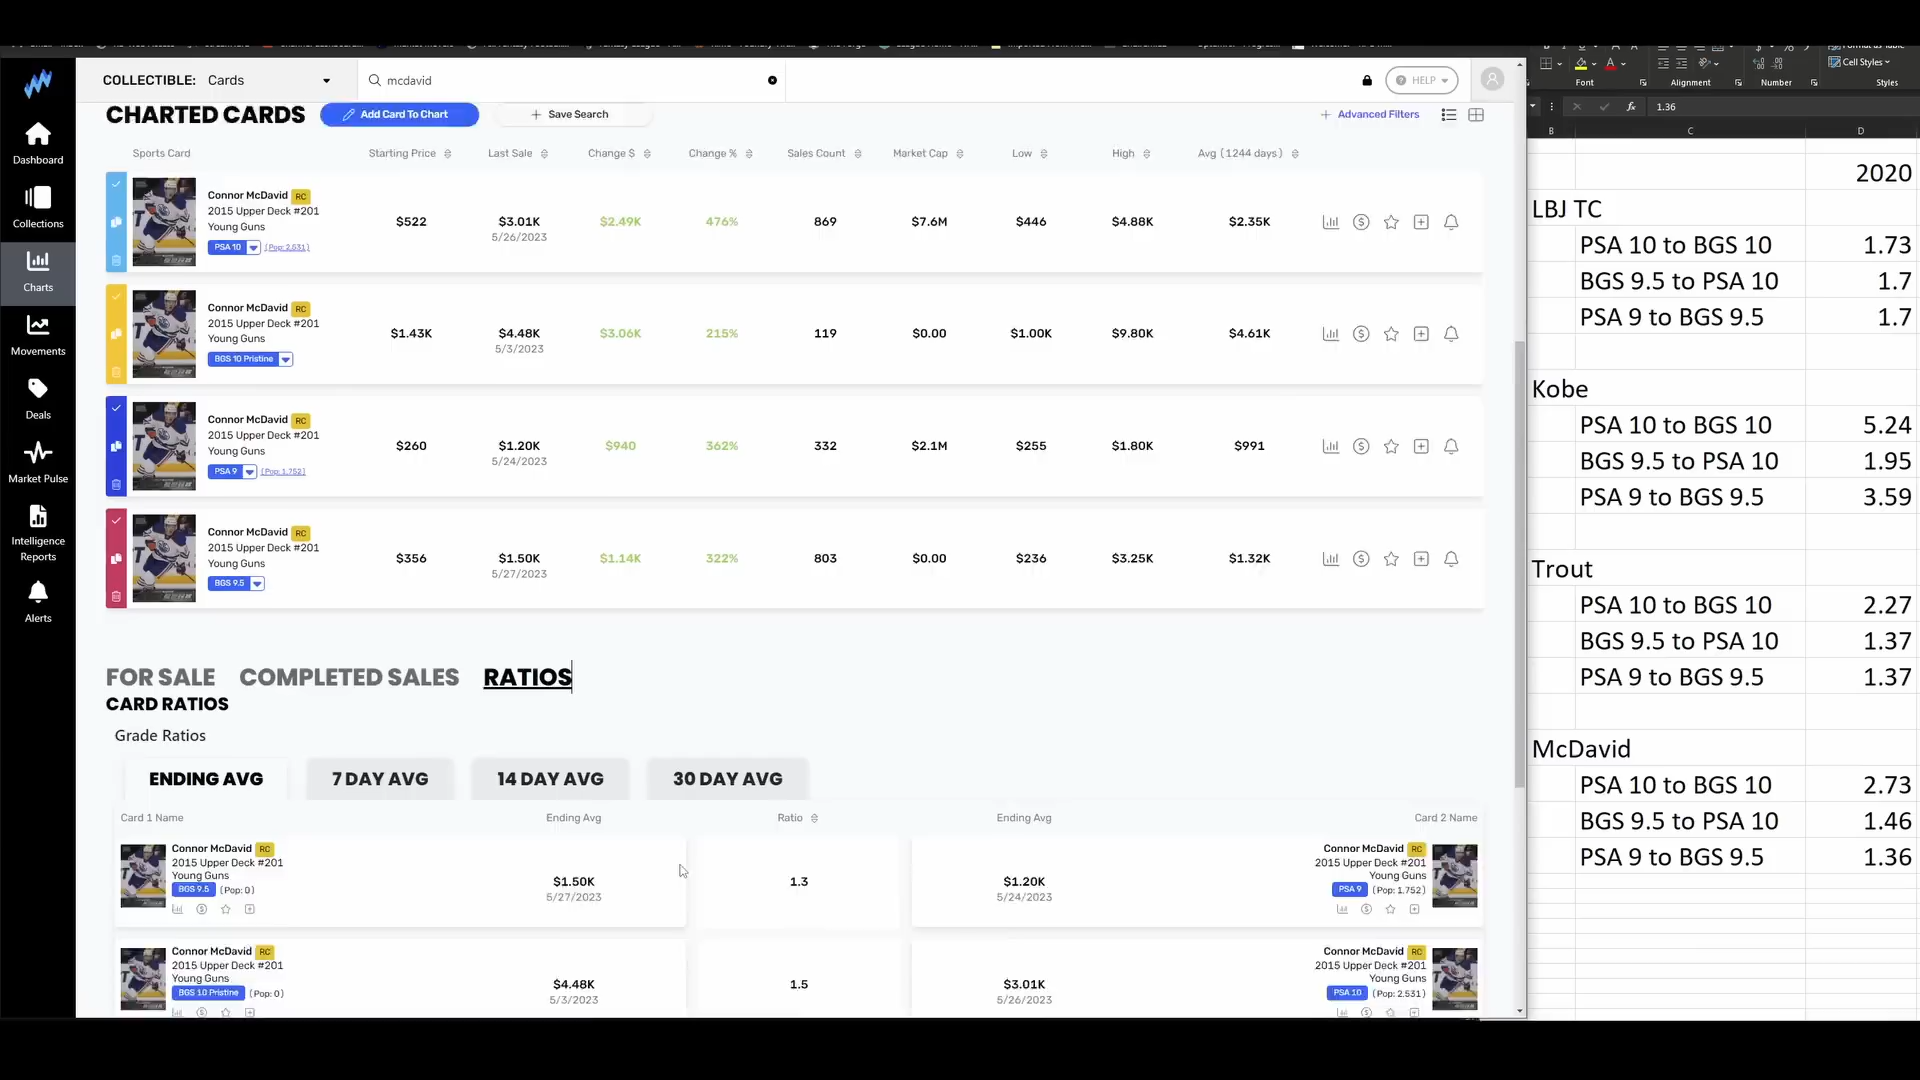 COLLECTIBLE: Cards
mcdavid
HELP
Dashboard
Collections
Charts
Movements
Deals
Market Pulse
Intelligence
Reports
Alerts
CHARTED CARDS
Add Card To Chart
+ Save Search
+ Advanced Filters
Sports Card Starting Price Last Sale Change $ Change % Sales Count Market Cap Low High Avg (1244 days)
Connor McDavid RC
2015 Upper Deck #201
Young Guns
PSA 10 (Pop: 2,531)
$522 $3.01K $2.49K 476% 869 $7.6M $446 $4.88K $2.35K
5/26/2023
Connor McDavid RC
2015 Upper Deck #201
Young Guns
BGS 10 Pristine
$1.43K $4.48K $3.06K 215% 119 $0.00 $1.00K $9.80K $4.61K
5/3/2023
Connor McDavid RC
2015 Upper Deck #201
Young Guns
PSA 9 (Pop: 1,752)
$260 $1.20K $940 362% 332 $2.1M $255 $1.80K $991
5/24/2023
Connor McDavid RC
2015 Upper Deck #201
Young Guns
BGS 9.5
$356 $1.50K $1.14K 322% 803 $0.00 $236 $3.25K $1.32K
5/27/2023
FOR SALE COMPLETED SALES RATIOS
CARD RATIOS
Grade Ratios
ENDING AVG 7 DAY AVG 14 DAY AVG 30 DAY AVG
Card 1 Name Ending Avg Ratio Ending Avg Card 2 Name
Connor McDavid RC
2015 Upper Deck #201
Young Guns
BGS 9.5 (Pop: 0)
$1.50K
5/27/2023
1.3
$1.20K
5/24/2023
Connor McDavid RC
2015 Upper Deck #201
Young Guns
PSA 9 (Pop: 1,752)
Connor McDavid RC
2015 Upper Deck #201
Young Guns
BGS 10 Pristine (Pop: 0)
$4.48K
5/3/2023
1.5
$3.01K
5/26/2023
Connor McDavid RC
2015 Upper Deck #201
Young Guns
PSA 10 (Pop: 2,531)
Cell Styles
Font Alignment Number Styles
fx 1.36
B C D
2020
LBJ TC
PSA 10 to BGS 10 1.73
BGS 9.5 to PSA 10 1.7
PSA 9 to BGS 9.5 1.7
Kobe
PSA 10 to BGS 10 5.24
BGS 9.5 to PSA 10 1.95
PSA 9 to BGS 9.5 3.59
Trout
PSA 10 to BGS 10 2.27
BGS 9.5 to PSA 10 1.37
PSA 9 to BGS 9.5 1.37
McDavid
PSA 10 to BGS 10 2.73
BGS 9.5 to PSA 10 1.46
PSA 9 to BGS 9.5 1.36